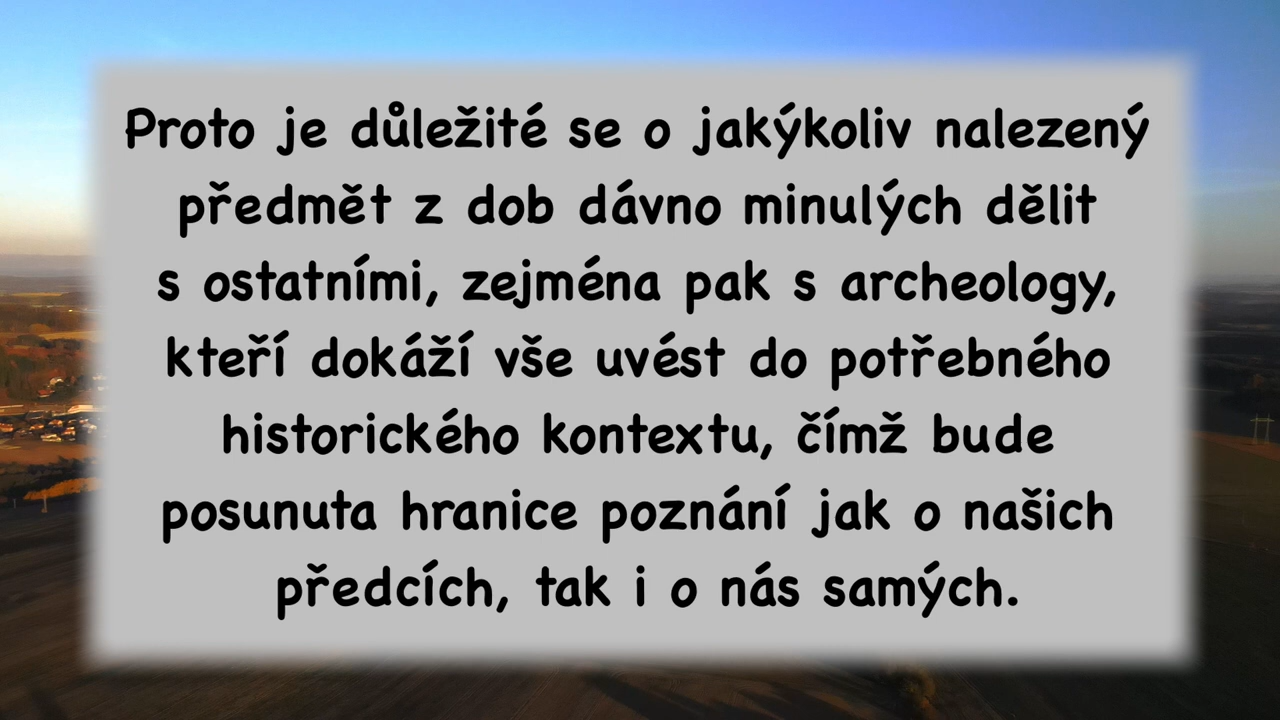 Proto je důležité se o jakýkoliv nalezený
předmět z dob dávno minulých dělit
s ostatními, zejména pak s archeology,
kteří dokáží vše uvést do potřebného
historického kontextu, čímž bude
posunuta hranice poznání jak o našich
předcích, tak i o nás samých.